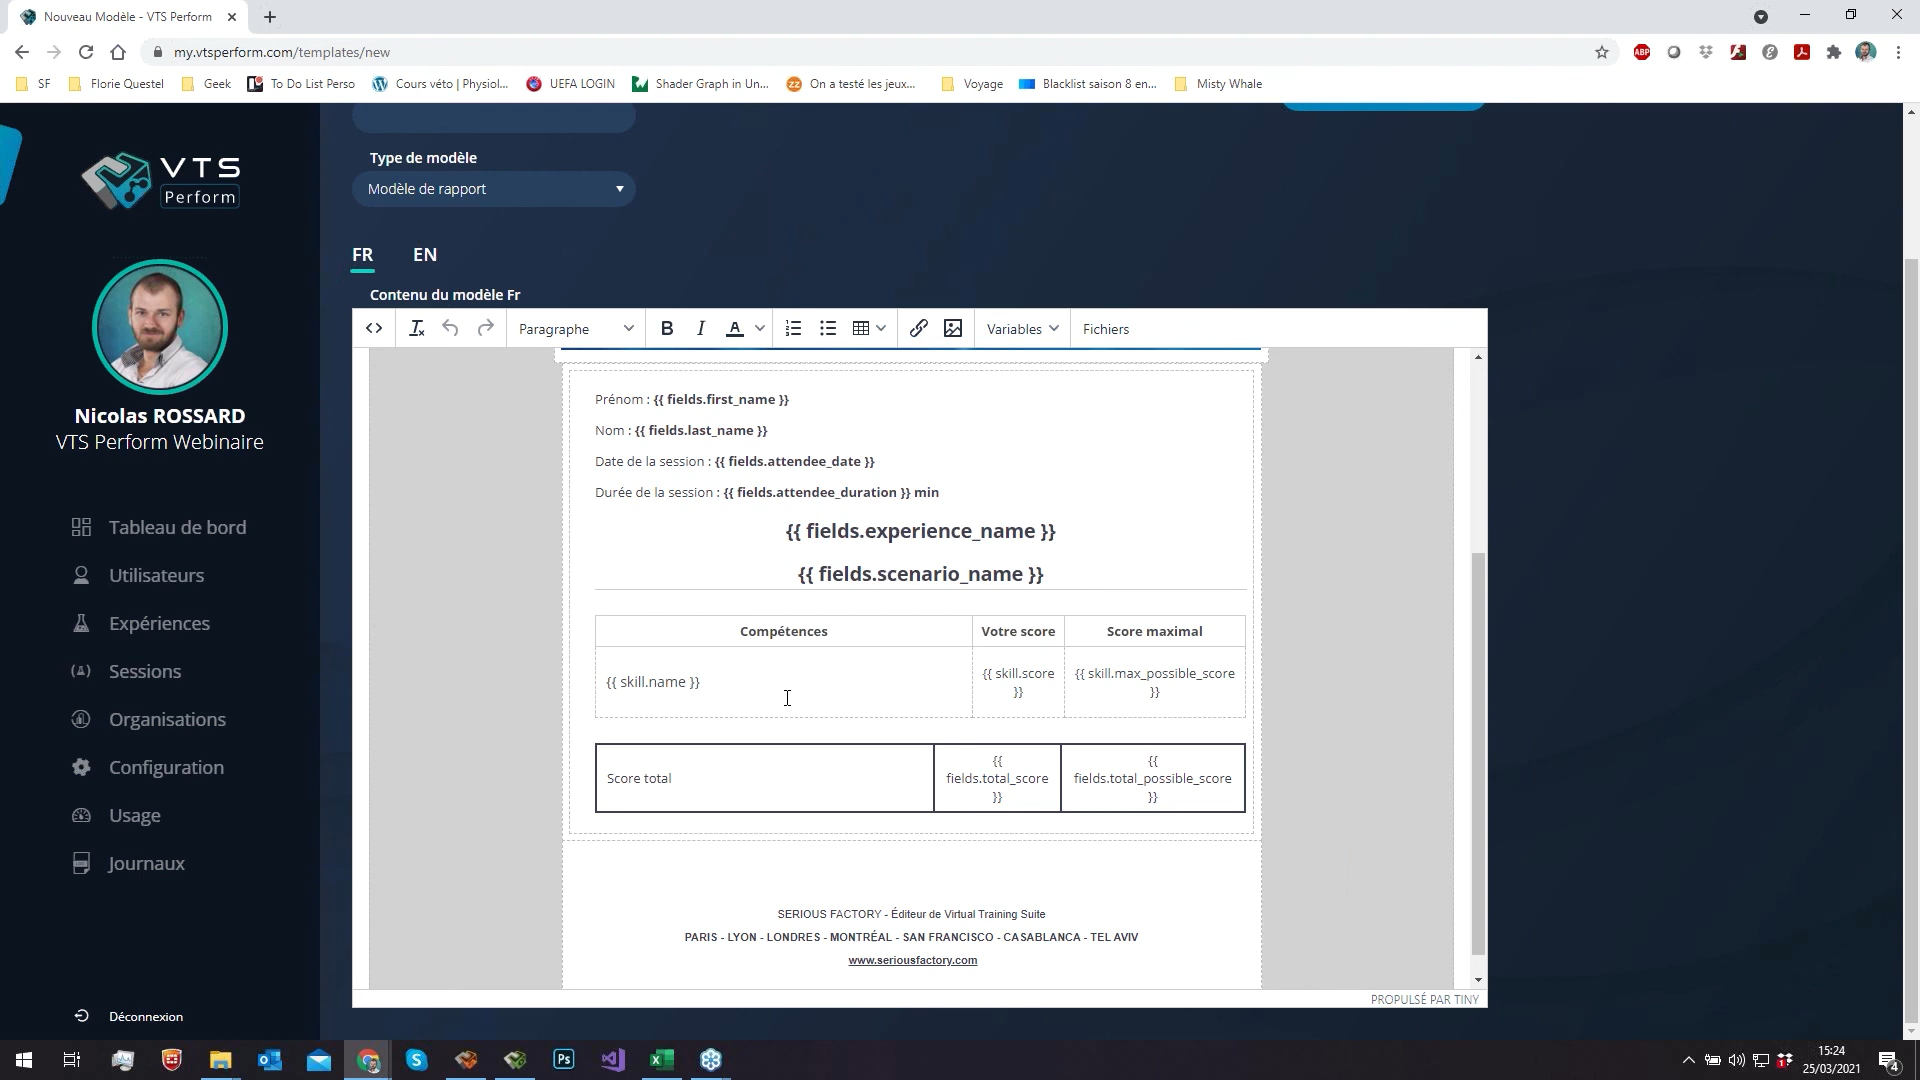 Nouveau Modèle - VTS Perform
my.vtsperform.com/templates/new
SF
Florie Questel
Geek
To Do List Perso
Cours véto | Physiol...
UEFA LOGIN
Shader Graph in Un...
On a testé les jeux...
Voyage
Blacklist saison 8 en...
Misty Whale
VTS
Perform
Nicolas ROSSARD
VTS Perform Webinaire
Tableau de bord
Utilisateurs
Expériences
Sessions
Organisations
Configuration
Usage
Journaux
Déconnexion
Type de modèle
Modèle de rapport
FR EN
Contenu du modèle Fr
Paragraphe
B I A
Variables
Fichiers
Prénom : {{ fields.first_name }}
Nom : {{ fields.last_name }}
Date de la session : {{ fields.attendee_date }}
Durée de la session : {{ fields.attendee_duration }} min
{{ fields.experience_name }}
{{ fields.scenario_name }}
Compétences Votre score Score maximal
{{ skill.name }}
{{ skill.score
}}
{{ skill.max_possible_score
}}
Score total
{{
fields.total_score
}}
{{
fields.total_possible_score
}}
SERIOUS FACTORY - Éditeur de Virtual Training Suite
PARIS - LYON - LONDRES - MONTRÉAL - SAN FRANCISCO - CASABLANCA - TEL AVIV
www.seriousfactory.com
PROPULSÉ PAR TINY
15:24
25/03/2021
4
ABP
zz
Ps
S
1